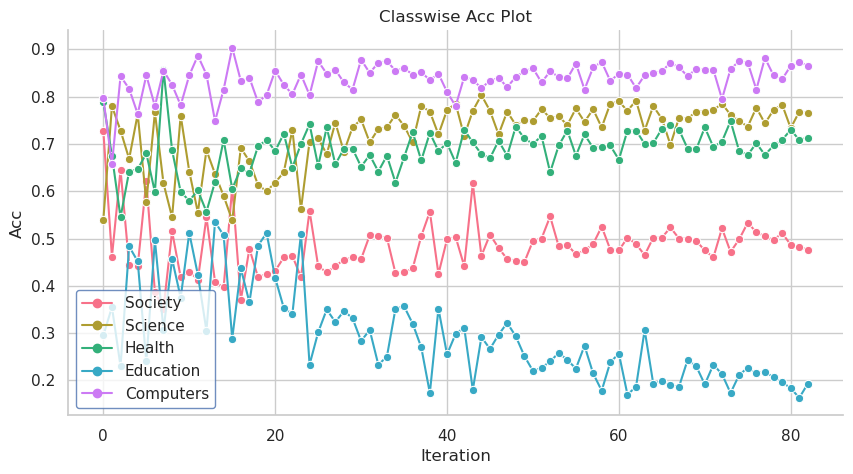 Classwise Acc Plot
0.9
0.8
0.7
0.6
0.5
0.4
0.3
0.2
Acc
Society
Science
Health
Education
Computers
0 20 40 60 80
Iteration